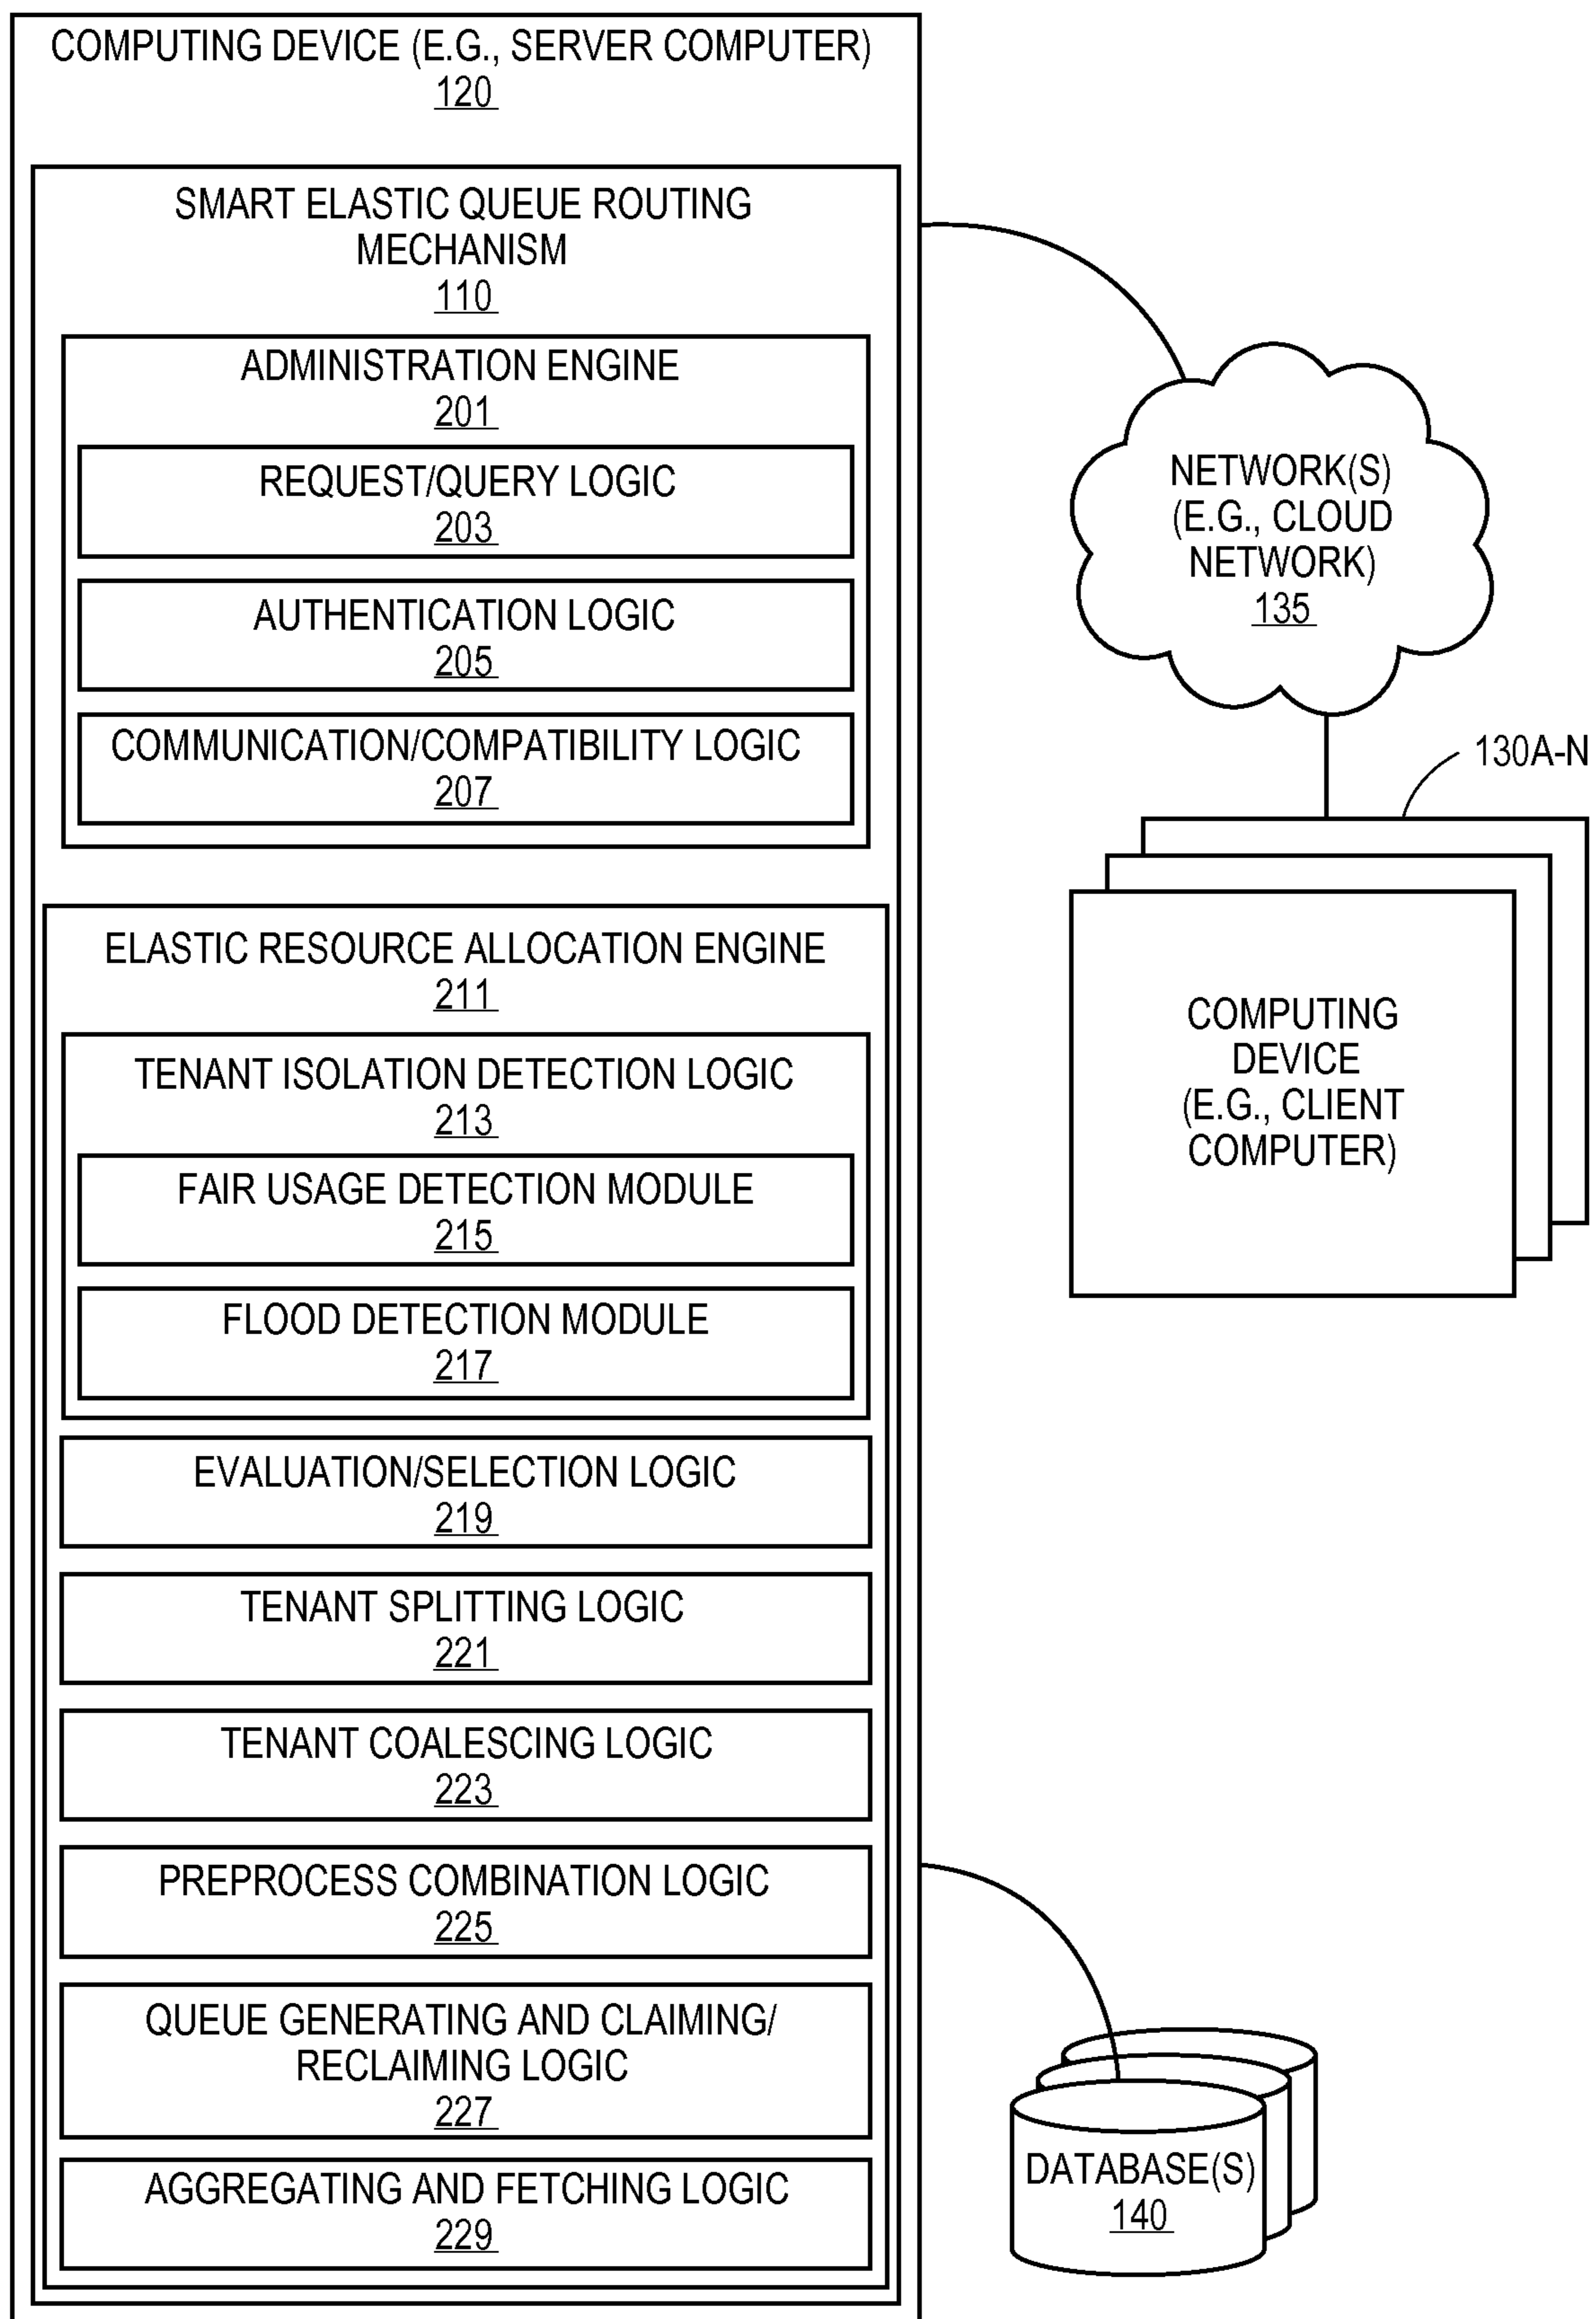 COMPUTING DEVICE (E.G., SERVER COMPUTER)
120
SMART ELASTIC QUEUE ROUTING
MECHANISM
110
ADMINISTRATION ENGINE
201
REQUEST/QUERY LOGIC
203
AUTHENTICATION LOGIC
205
COMMUNICATION/COMPATIBILITY LOGIC
207
ELASTIC RESOURCE ALLOCATION ENGINE
211
TENANT ISOLATION DETECTION LOGIC
213
FAIR USAGE DETECTION MODULE
215
FLOOD DETECTION MODULE
217
EVALUATION/SELECTION LOGIC
219
TENANT SPLITTING LOGIC
221
TENANT COALESCING LOGIC
223
PREPROCESS COMBINATION LOGIC
225
QUEUE GENERATING AND CLAIMING/
RECLAIMING LOGIC
227
AGGREGATING AND FETCHING LOGIC
229
NETWORK(S)
(E.G., CLOUD
NETWORK)
135
130A-N
COMPUTING
DEVICE
(E.G., CLIENT
COMPUTER)
DATABASE(S)
140